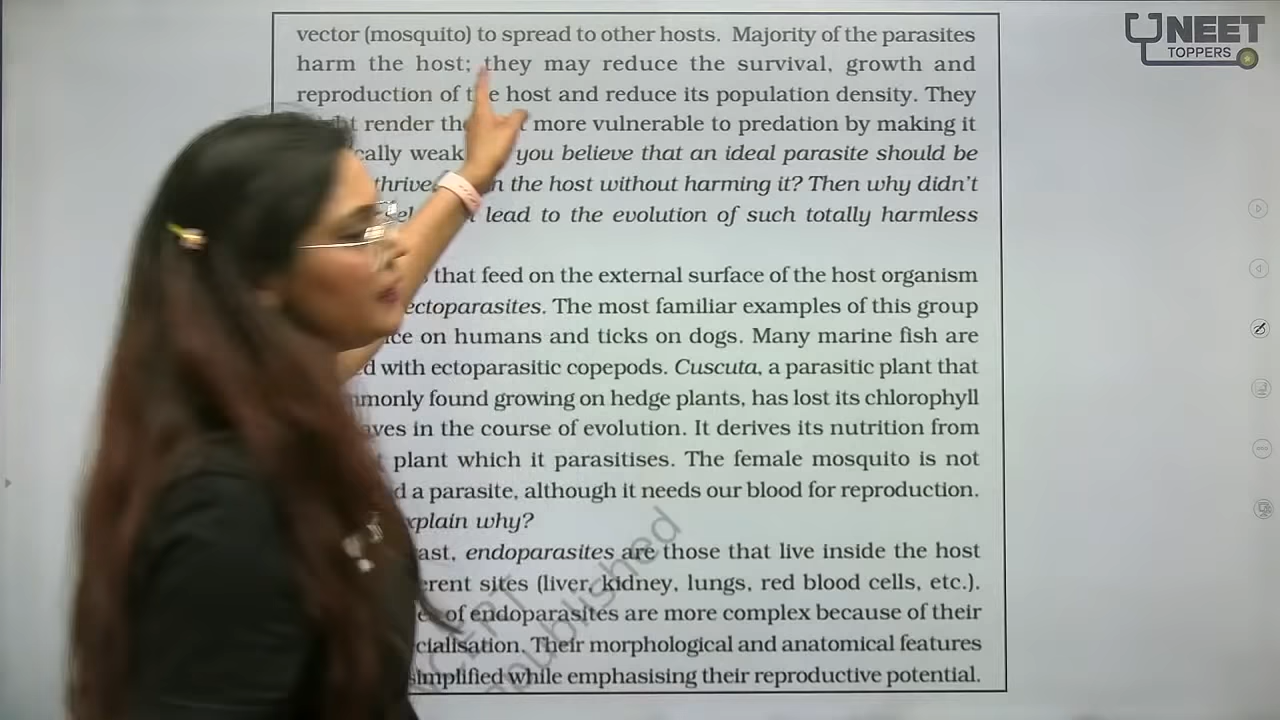 vector (mosquito) to spread to other hosts. Majority of the parasites
harm the host; they may reduce the survival, growth and
reproduction of the host and reduce its population density. They
render the more vulnerable to predation by making it
weak you believe that an ideal parasite should be
thrive the host without harming it? Then why didn't
lead to the evolution of such totally harmless
that feed on the external surface of the host organism
ectoparasites. The most familiar examples of this group
on humans and ticks on dogs. Many marine fish are
with ectoparasitic copepods. Cuscuta, a parasitic plant that
growing on hedge plants, has lost its chlorophyll
in the course of evolution. It derives its nutrition from
plant which it parasitises. The female mosquito is not
a parasite, although it needs our blood for reproduction.
explain why?
endoparasites are those that live inside the host
sites (liver, kidney, lungs, red blood cells, etc.).
of endoparasites are more complex because of their
Their morphological and anatomical features
simplified while emphasising their reproductive potential.
NEET
TOPPERS
NCERT